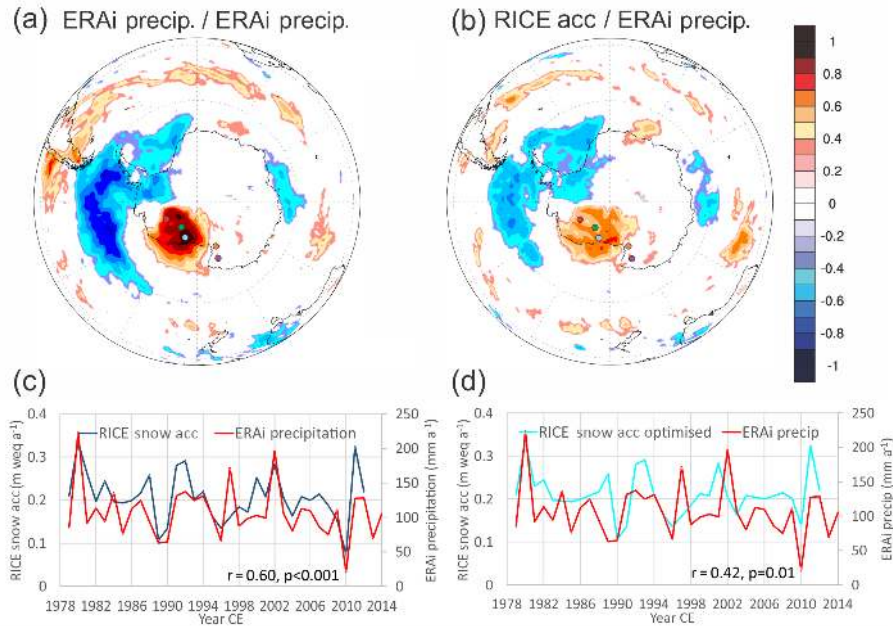 (a) ERAi precip. / ERAi precip.
(b) RICE acc / ERAi precip.
1
0.8
0.6
0.4
0.2
0
-0.2
-0.4
-0.6
-0.8
-1
(c)
RICE snow acc
ERAi precipitation
RICE snow acc.(m weq a⁻¹)
0.4
0.3
0.2
0.1
0
ERAi precipitation (mm a⁻¹)
250
200
150
100
50
0
r = 0.60, p<0.001
1978 1982 1986 1990 1994 1998 2002 2006 2010 2014
Year CE
(d)
RICE snow acc optimised
ERAi precip
RICE snow acc.(m weq a⁻¹)
0.4
0.3
0.2
0.1
0
ERAi precip (mm a⁻¹)
250
200
150
100
50
0
r = 0.42, p=0.01
1978 1982 1986 1990 1994 1998 2002 2006 2010 2014
Year CE